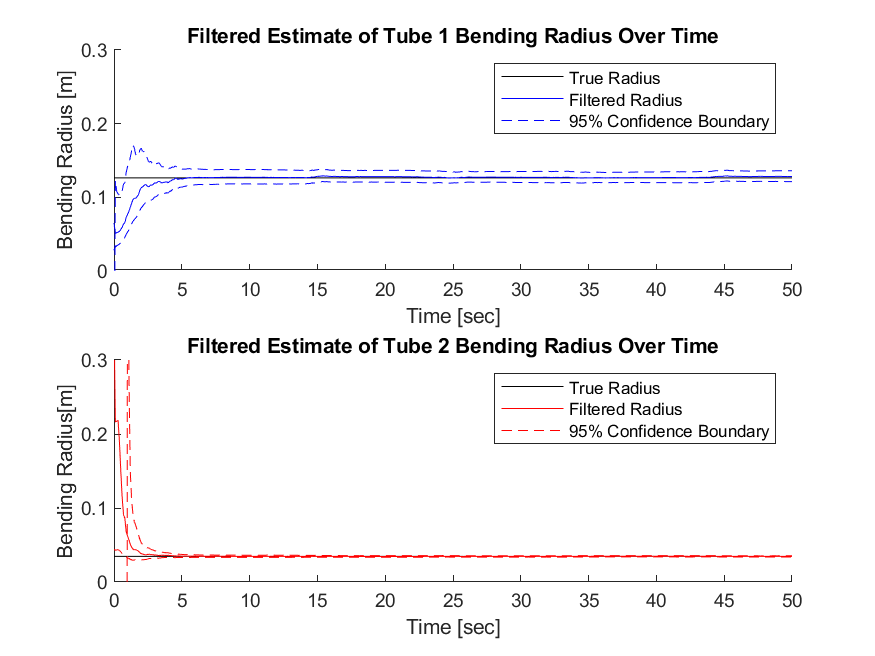 Filtered Estimate of Tube 1 Bending Radius Over Time
0.3
0.2
0.1
0
Bending Radius [m]
True Radius
Filtered Radius
95% Confidence Boundary
0 5 10 15 20 25 30 35 40 45 50
Time [sec]
Filtered Estimate of Tube 2 Bending Radius Over Time
0.3
0.2
0.1
0
Bending Radius[m]
True Radius
Filtered Radius
95% Confidence Boundary
0 5 10 15 20 25 30 35 40 45 50
Time [sec]